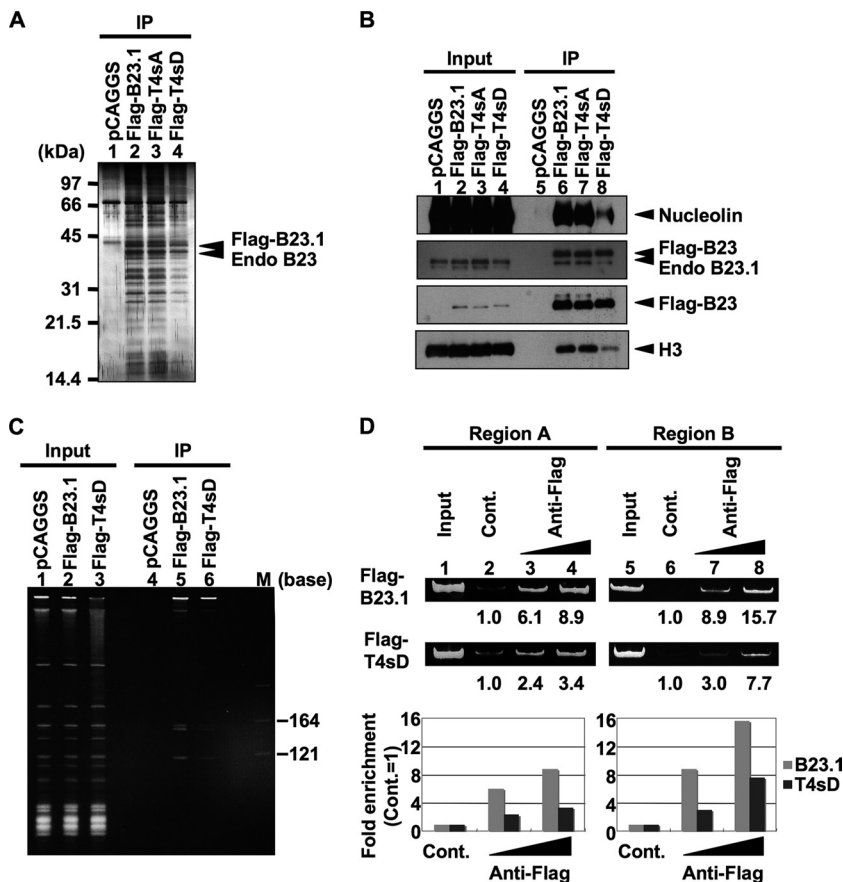 A
IP
pCAGGS
Flag-B23.1
Flag-T4sA
Flag-T4sD
(kDa) 1 2 3 4
97
66
45
31
21.5
14.4
Flag-B23.1
Endo B23
B
Input IP
pCAGGS
Flag-B23.1
Flag-T4sA
Flag-T4sD
pCAGGS
Flag-B23.1
Flag-T4sA
Flag-T4sD
1 2 3 4 5 6 7 8
Nucleolin
Flag-B23
Endo B23.1
Flag-B23
H3
C
Input IP
pCAGGS
Flag-B23.1
Flag-T4sD
pCAGGS
Flag-B23.1
Flag-T4sD
1 2 3 4 5 6 M (base)
–164
–121
D
Region A Region B
Input
Cont.
Anti-Flag
Input
Cont.
Anti-Flag
1 2 3 4 5 6 7 8
Flag-
B23.1
1.0 6.1 8.9 1.0 8.9 15.7
Flag-
T4sD
1.0 2.4 3.4 1.0 3.0 7.7
Fold enrichment
(Cont.=1)
16
12
8
4
0
Cont.
Anti-Flag
16
12
8
4
0
Cont.
Anti-Flag
B23.1
T4sD